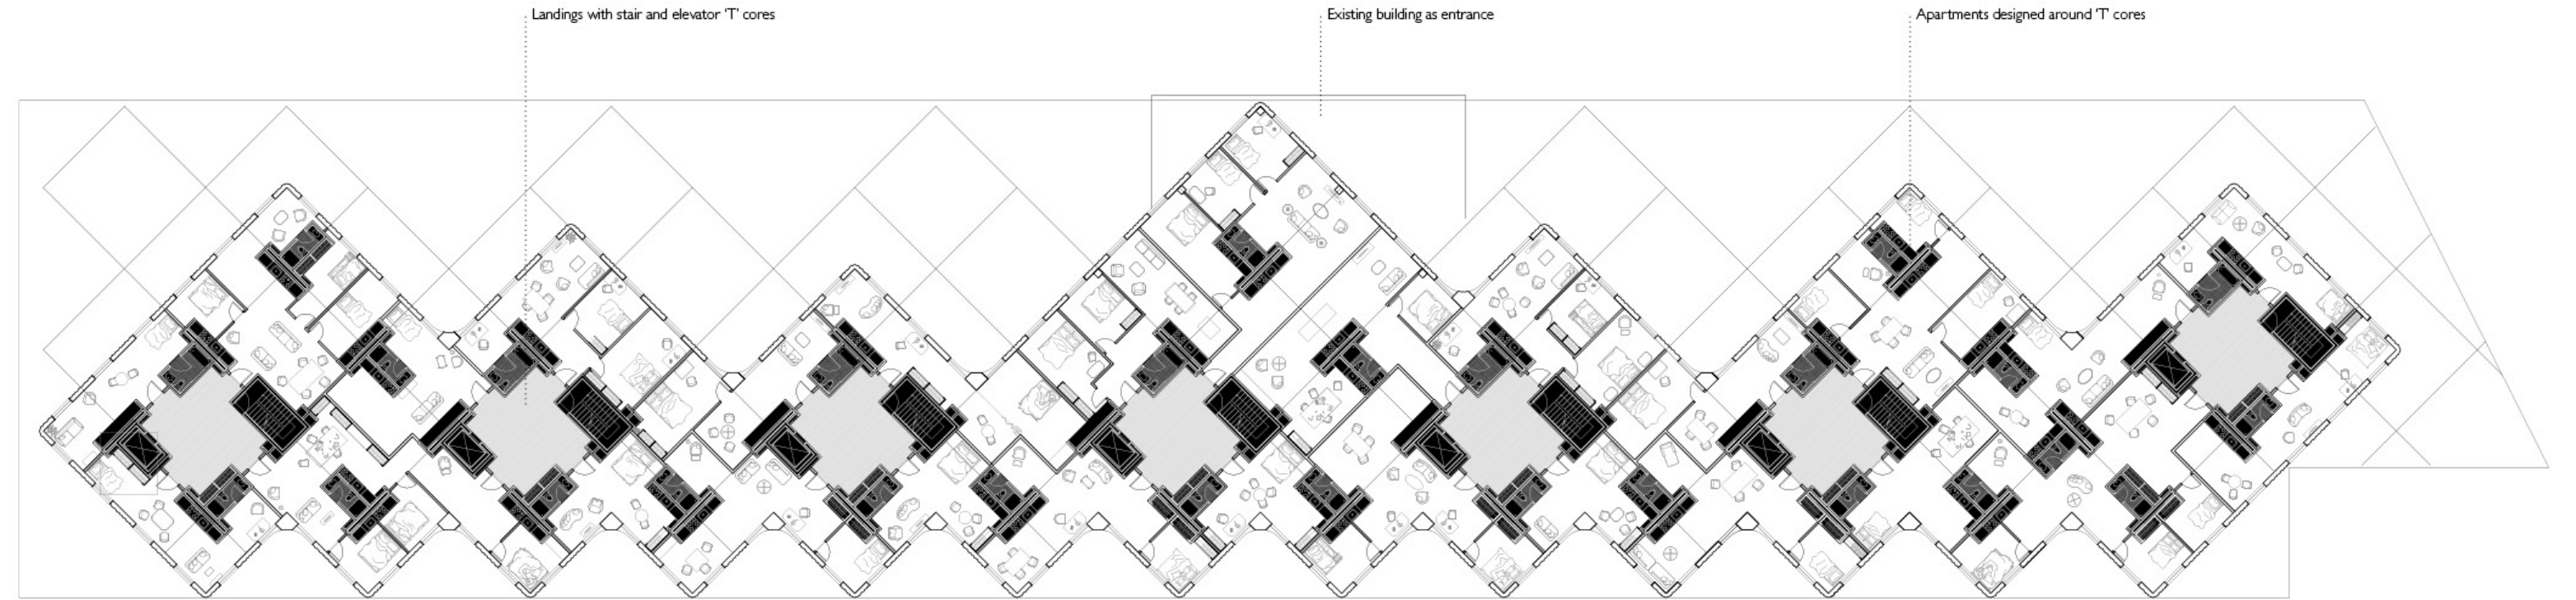 Landings with stair and elevator ‘T’ cores
Existing building as entrance
Apartments designed around ‘T’ cores